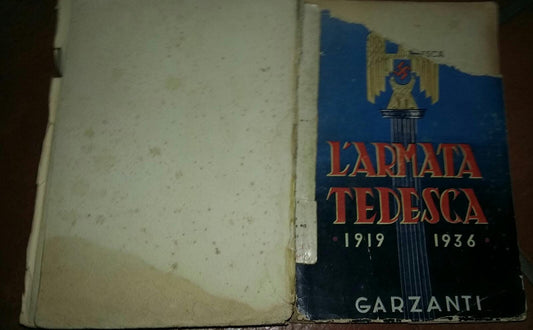 L'ARMATA
TEDESCA
1919 1936
GARZANTI